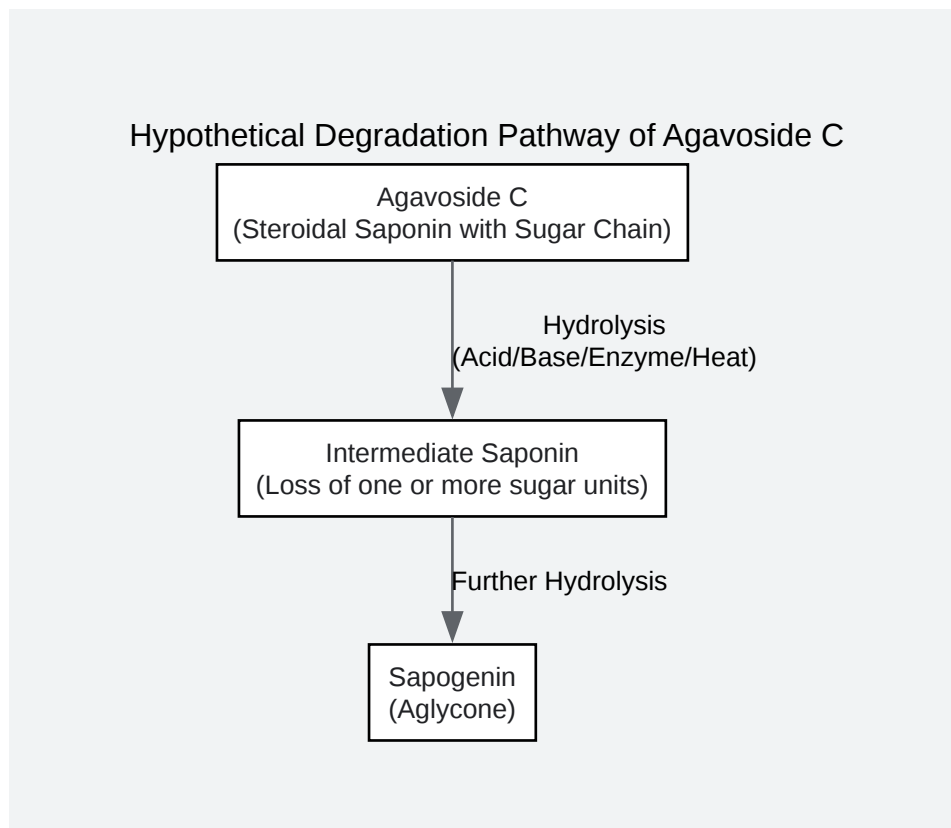 Hypothetical Degradation Pathway of Agavoside C
Agavoside C
(Steroidal Saponin with Sugar Chain)
Hydrolysis
(Acid/Base/Enzyme/Heat)
Intermediate Saponin
(Loss of one or more sugar units)
Further Hydrolysis
Sapogenin
(Aglycone)